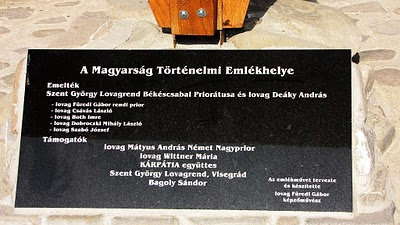 A Magyarság Történelmi Emlékhelye
Emelték
Szent György Lovagrend Békéscsabai Priorátusa és lovag Deáky András
- lovag Füredi Gábor rendi prior
- lovag Csávás László
- lovag Both Imre
- lovag Dobroczki Mihály László
- lovag Szabó József
Támogatók
lovag Mátyus András Német Nagyprior
lovag Wittner Mária
KÁRPÁTIA együttes
Szent György Lovagrend, Visegrád
Bagoly Sándor
Az emlékművet tervezte
és készítette
lovag Füredi Gábor
képzőművész